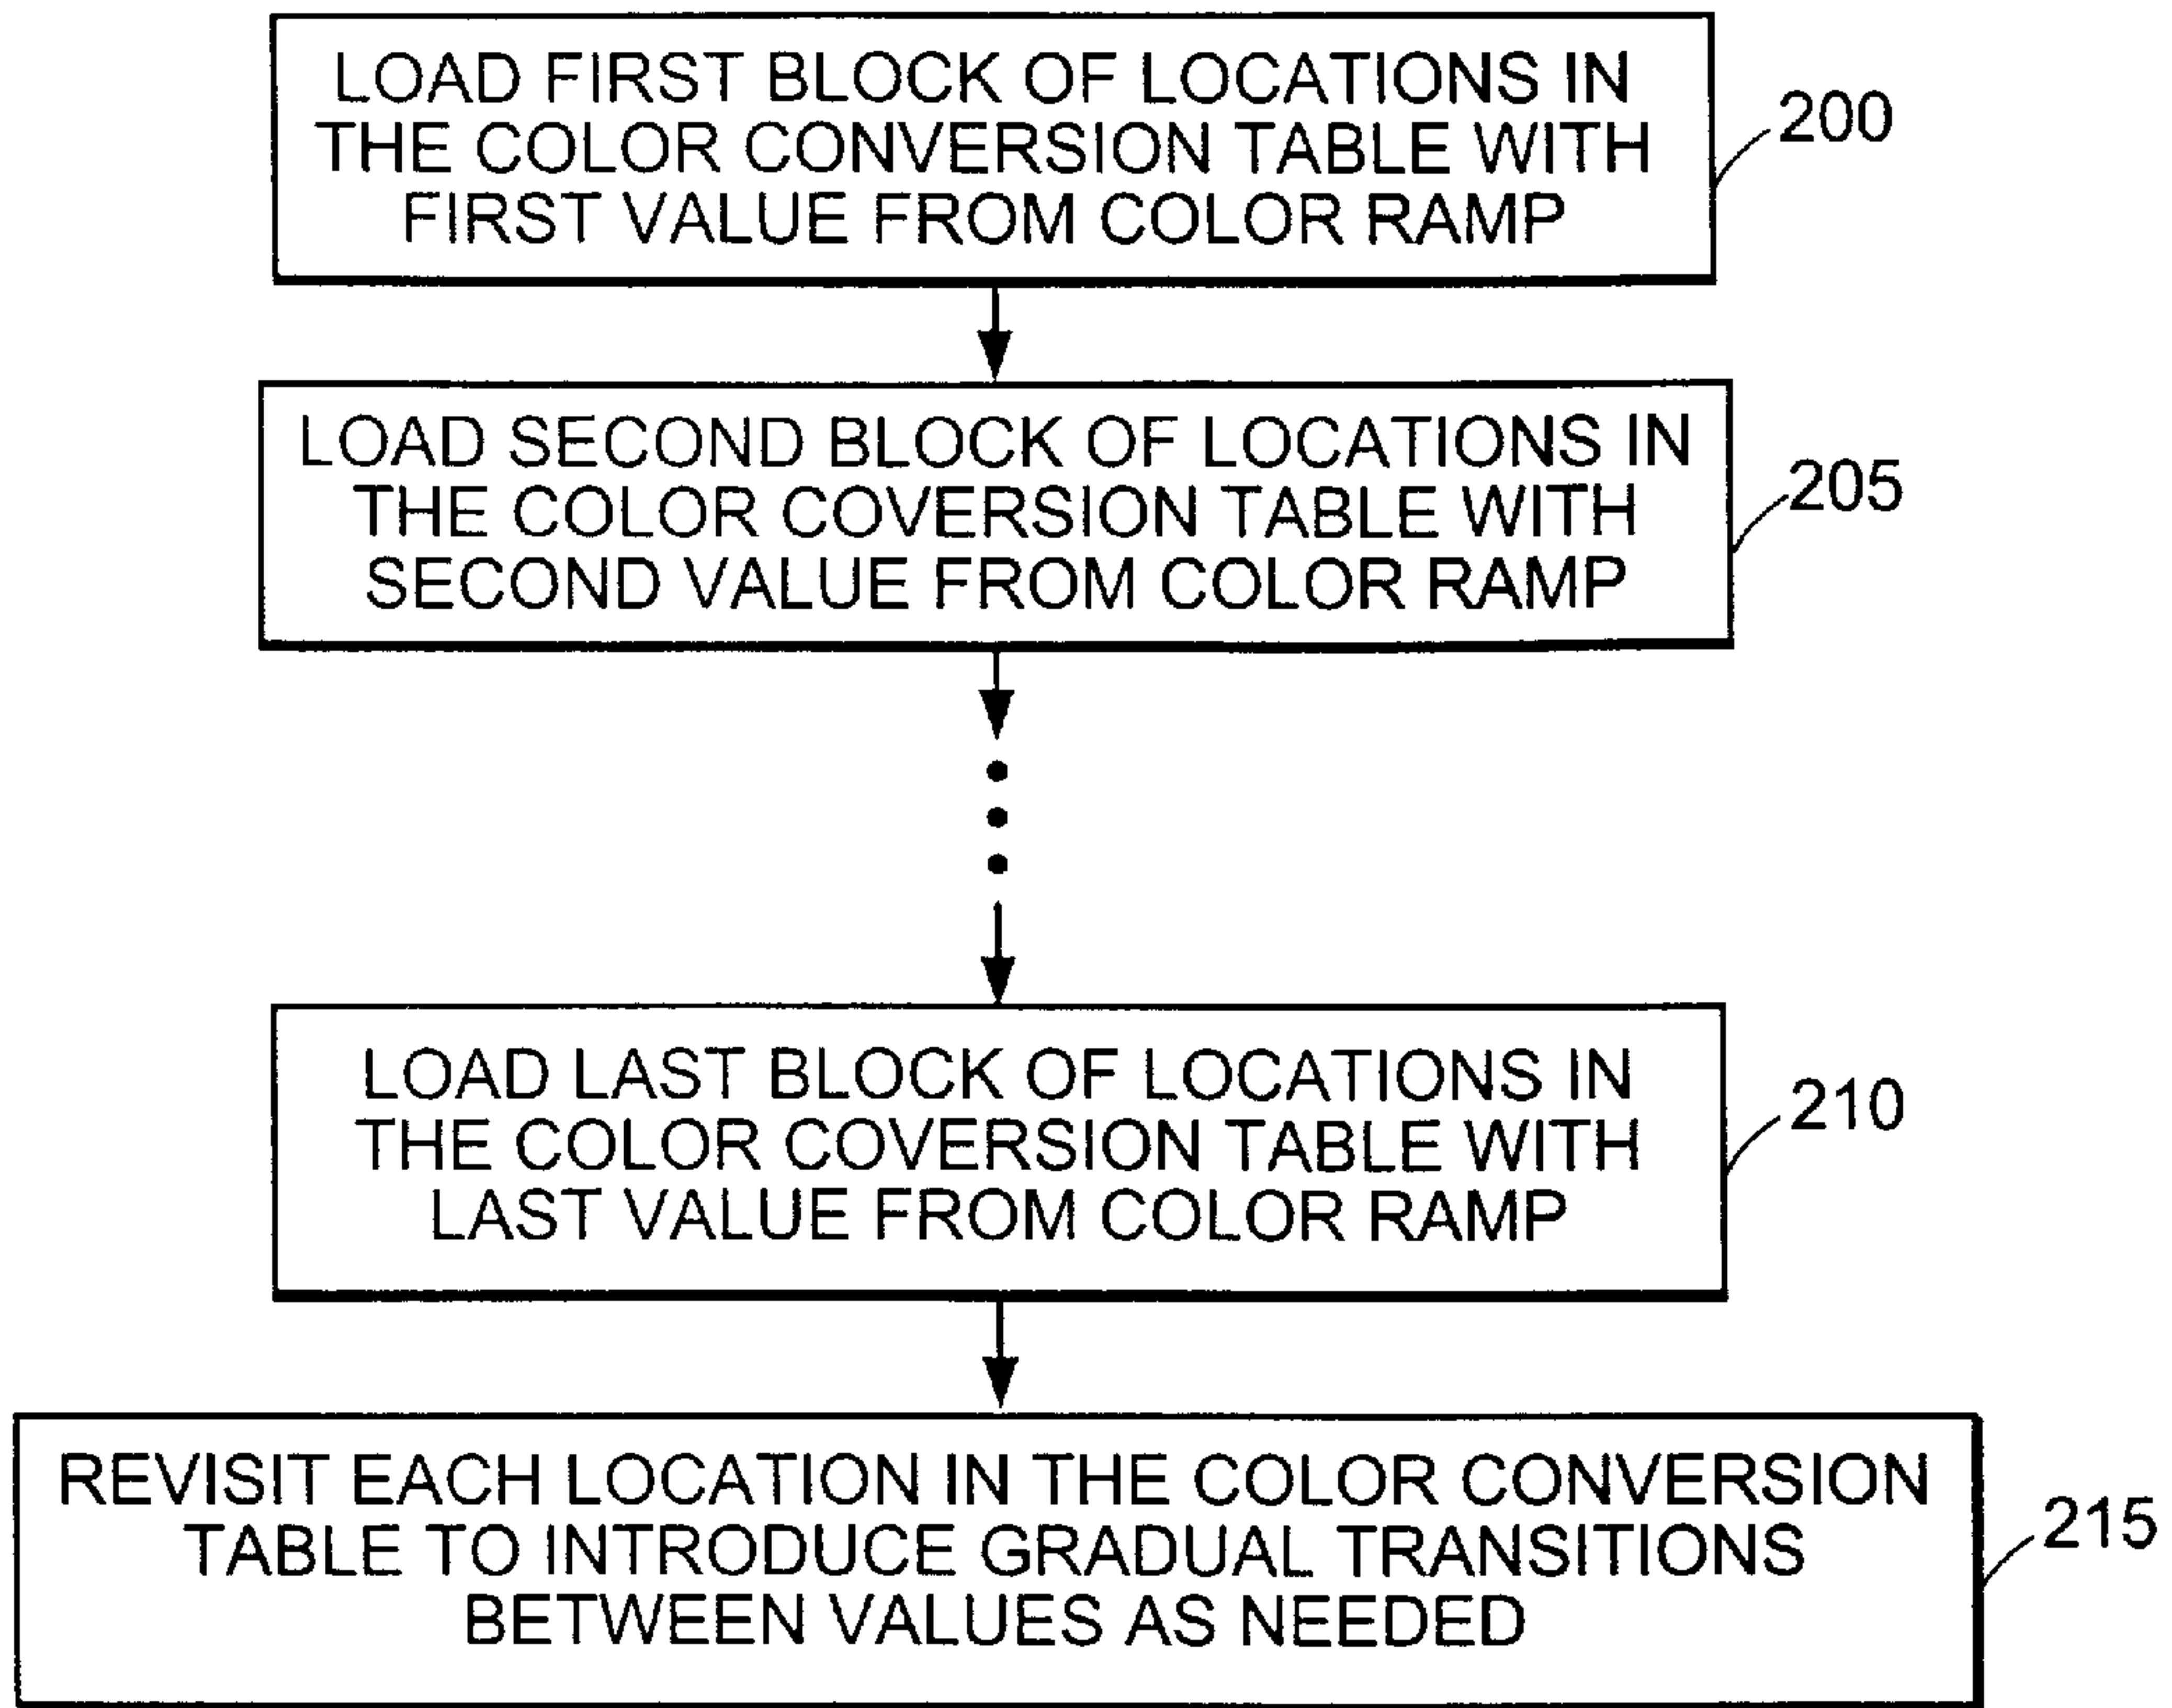 LOAD FIRST BLOCK OF LOCATIONS IN
THE COLOR CONVERSION TABLE WITH
FIRST VALUE FROM COLOR RAMP
200
LOAD SECOND BLOCK OF LOCATIONS IN
THE COLOR COVERSION TABLE WITH
SECOND VALUE FROM COLOR RAMP
205
LOAD LAST BLOCK OF LOCATIONS IN
THE COLOR COVERSION TABLE WITH
LAST VALUE FROM COLOR RAMP
210
REVISIT EACH LOCATION IN THE COLOR CONVERSION
TABLE TO INTRODUCE GRADUAL TRANSITIONS
BETWEEN VALUES AS NEEDED
215